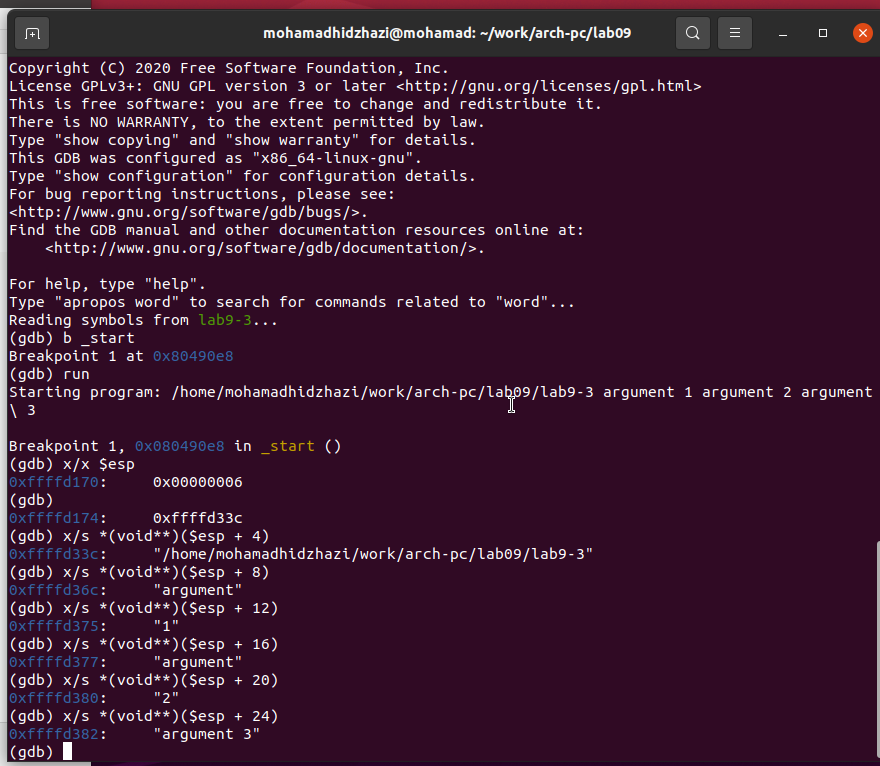 mohamadhidzhazi@mohamad: ~/work/arch-pc/lab09
Copyright (C) 2020 Free Software Foundation, Inc.
License GPLv3+: GNU GPL version 3 or later <http://gnu.org/licenses/gpl.html>
This is free software: you are free to change and redistribute it.
There is NO WARRANTY, to the extent permitted by law.
Type "show copying" and "show warranty" for details.
This GDB was configured as "x86_64-linux-gnu".
Type "show configuration" for configuration details.
For bug reporting instructions, please see:
<http://www.gnu.org/software/gdb/bugs/>.
Find the GDB manual and other documentation resources online at:
    <http://www.gnu.org/software/gdb/documentation/>.

For help, type "help".
Type "apropos word" to search for commands related to "word"...
Reading symbols from lab9-3...
(gdb) b _start
Breakpoint 1 at 0x80490e8
(gdb) run
Starting program: /home/mohamadhidzhazi/work/arch-pc/lab09/lab9-3 argument 1 argument 2 argument
\ 3

Breakpoint 1, 0x080490e8 in _start ()
(gdb) x/x $esp
0xffffd170:     0x00000006
(gdb)
0xffffd174:     0xffffd33c
(gdb) x/s *(void**)($esp + 4)
0xffffd33c:     "/home/mohamadhidzhazi/work/arch-pc/lab09/lab9-3"
(gdb) x/s *(void**)($esp + 8)
0xffffd36c:     "argument"
(gdb) x/s *(void**)($esp + 12)
0xffffd375:     "1"
(gdb) x/s *(void**)($esp + 16)
0xffffd377:     "argument"
(gdb) x/s *(void**)($esp + 20)
0xffffd380:     "2"
(gdb) x/s *(void**)($esp + 24)
0xffffd382:     "argument 3"
(gdb)